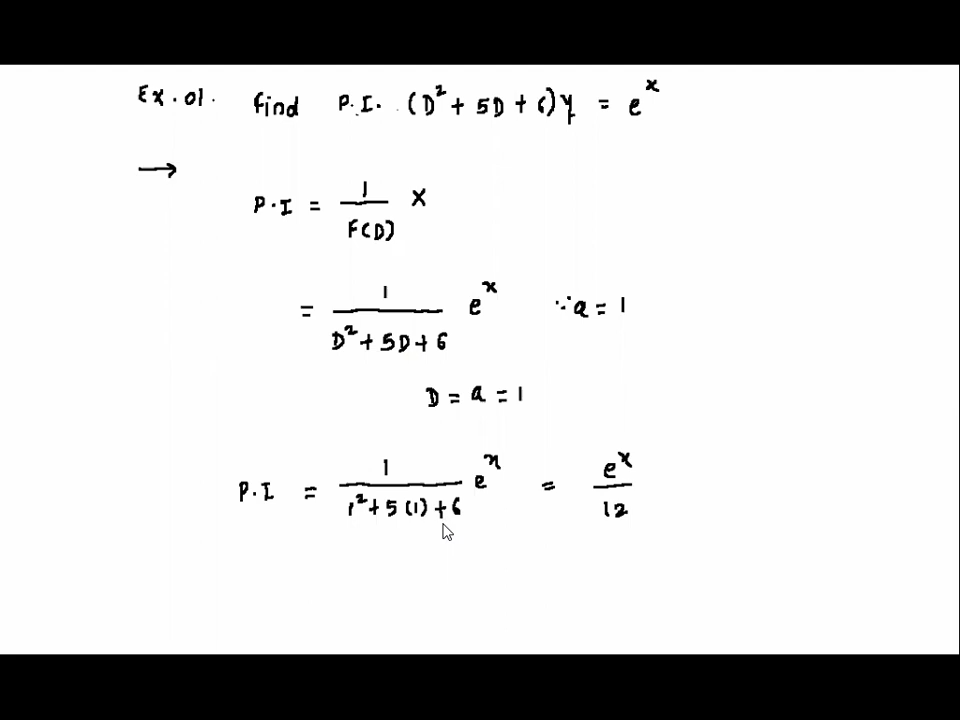 Ex. 01. find P.I. (D² + 5D + 6)y = e^x
→
P.I = 1/F(D) X
= 1/(D² + 5D + 6) e^x ∵ a = 1
D = a = 1
P.I = 1/(1² + 5(1) + 6) e^x = e^x/12